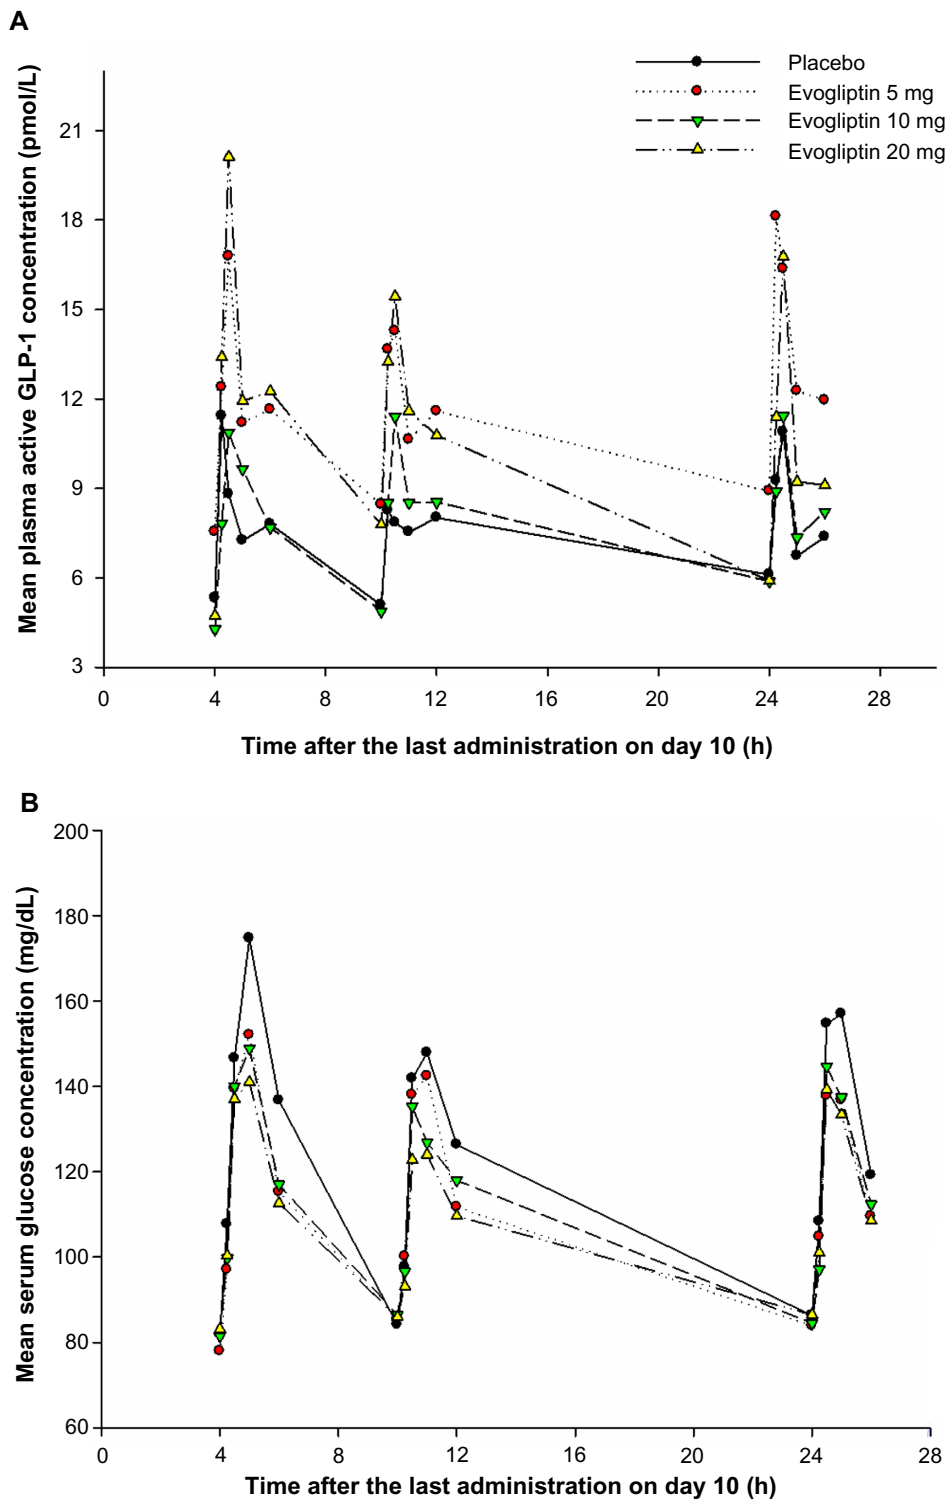 A
Mean plasma active GLP-1 concentration (pmol/L)
Placebo
Evogliptin 5 mg
Evogliptin 10 mg
Evogliptin 20 mg
21
18
15
12
9
6
3
0 4 8 10 12 16 20 24 28
Time after the last administration on day 10 (h)
B
Mean serum glucose concentration (mg/dL)
200
180
160
140
120
100
80
60
0 4 8 12 16 20 24 28
Time after the last administration on day 10 (h)